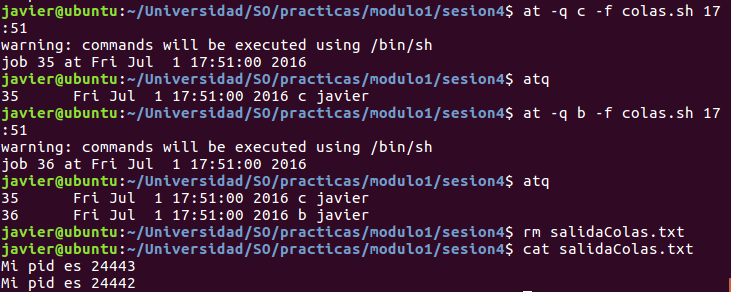 javier@ubuntu:~/Universidad/SO/practicas/modulo1/sesion4$ at -q c -f colas.sh 17
:51
warning: commands will be executed using /bin/sh
job 35 at Fri Jul  1 17:51:00 2016
javier@ubuntu:~/Universidad/SO/practicas/modulo1/sesion4$ atq
35      Fri Jul  1 17:51:00 2016 c javier
javier@ubuntu:~/Universidad/SO/practicas/modulo1/sesion4$ at -q b -f colas.sh 17
:51
warning: commands will be executed using /bin/sh
job 36 at Fri Jul  1 17:51:00 2016
javier@ubuntu:~/Universidad/SO/practicas/modulo1/sesion4$ atq
35      Fri Jul  1 17:51:00 2016 c javier
36      Fri Jul  1 17:51:00 2016 b javier
javier@ubuntu:~/Universidad/SO/practicas/modulo1/sesion4$ rm salidaColas.txt
javier@ubuntu:~/Universidad/SO/practicas/modulo1/sesion4$ cat salidaColas.txt
Mi pid es 24443
Mi pid es 24442